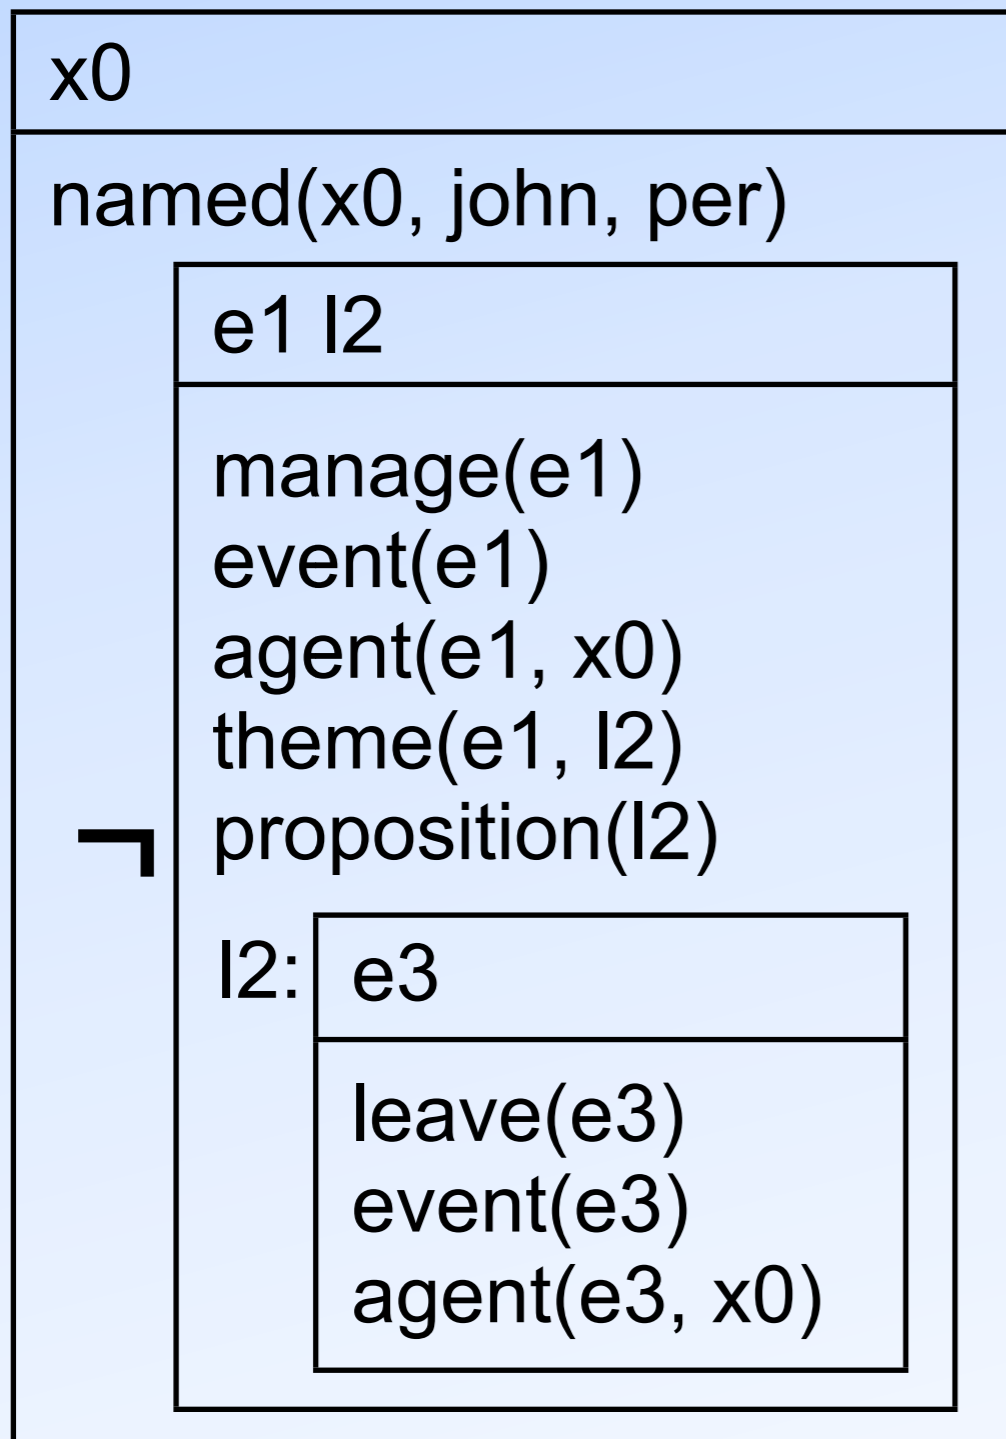 x0
named(x0, john, per)
e1 l2
manage(e1)
event(e1)
agent(e1, x0)
theme(e1, l2)
¬ proposition(l2)
l2: e3
leave(e3)
event(e3)
agent(e3, x0)